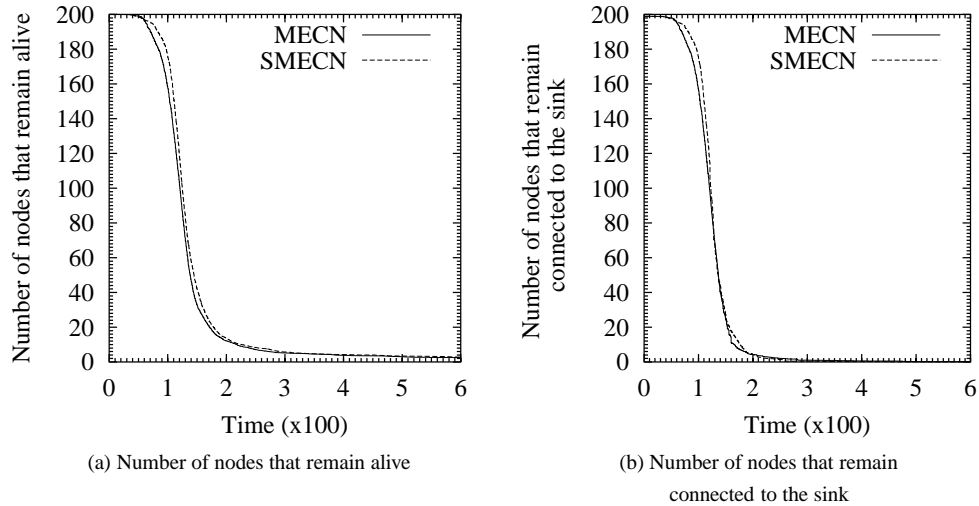 Number of nodes that remain alive
200
180
160
140
120
100
80
60
40
20
0
0 1 2 3 4 5 6
MECN
SMECN
Time (x100)
(a) Number of nodes that remain alive
Number of nodes that remain
connected to the sink
200
180
160
140
120
100
80
60
40
20
0
0 1 2 3 4 5 6
MECN
SMECN
Time (x100)
(b) Number of nodes that remain
connected to the sink